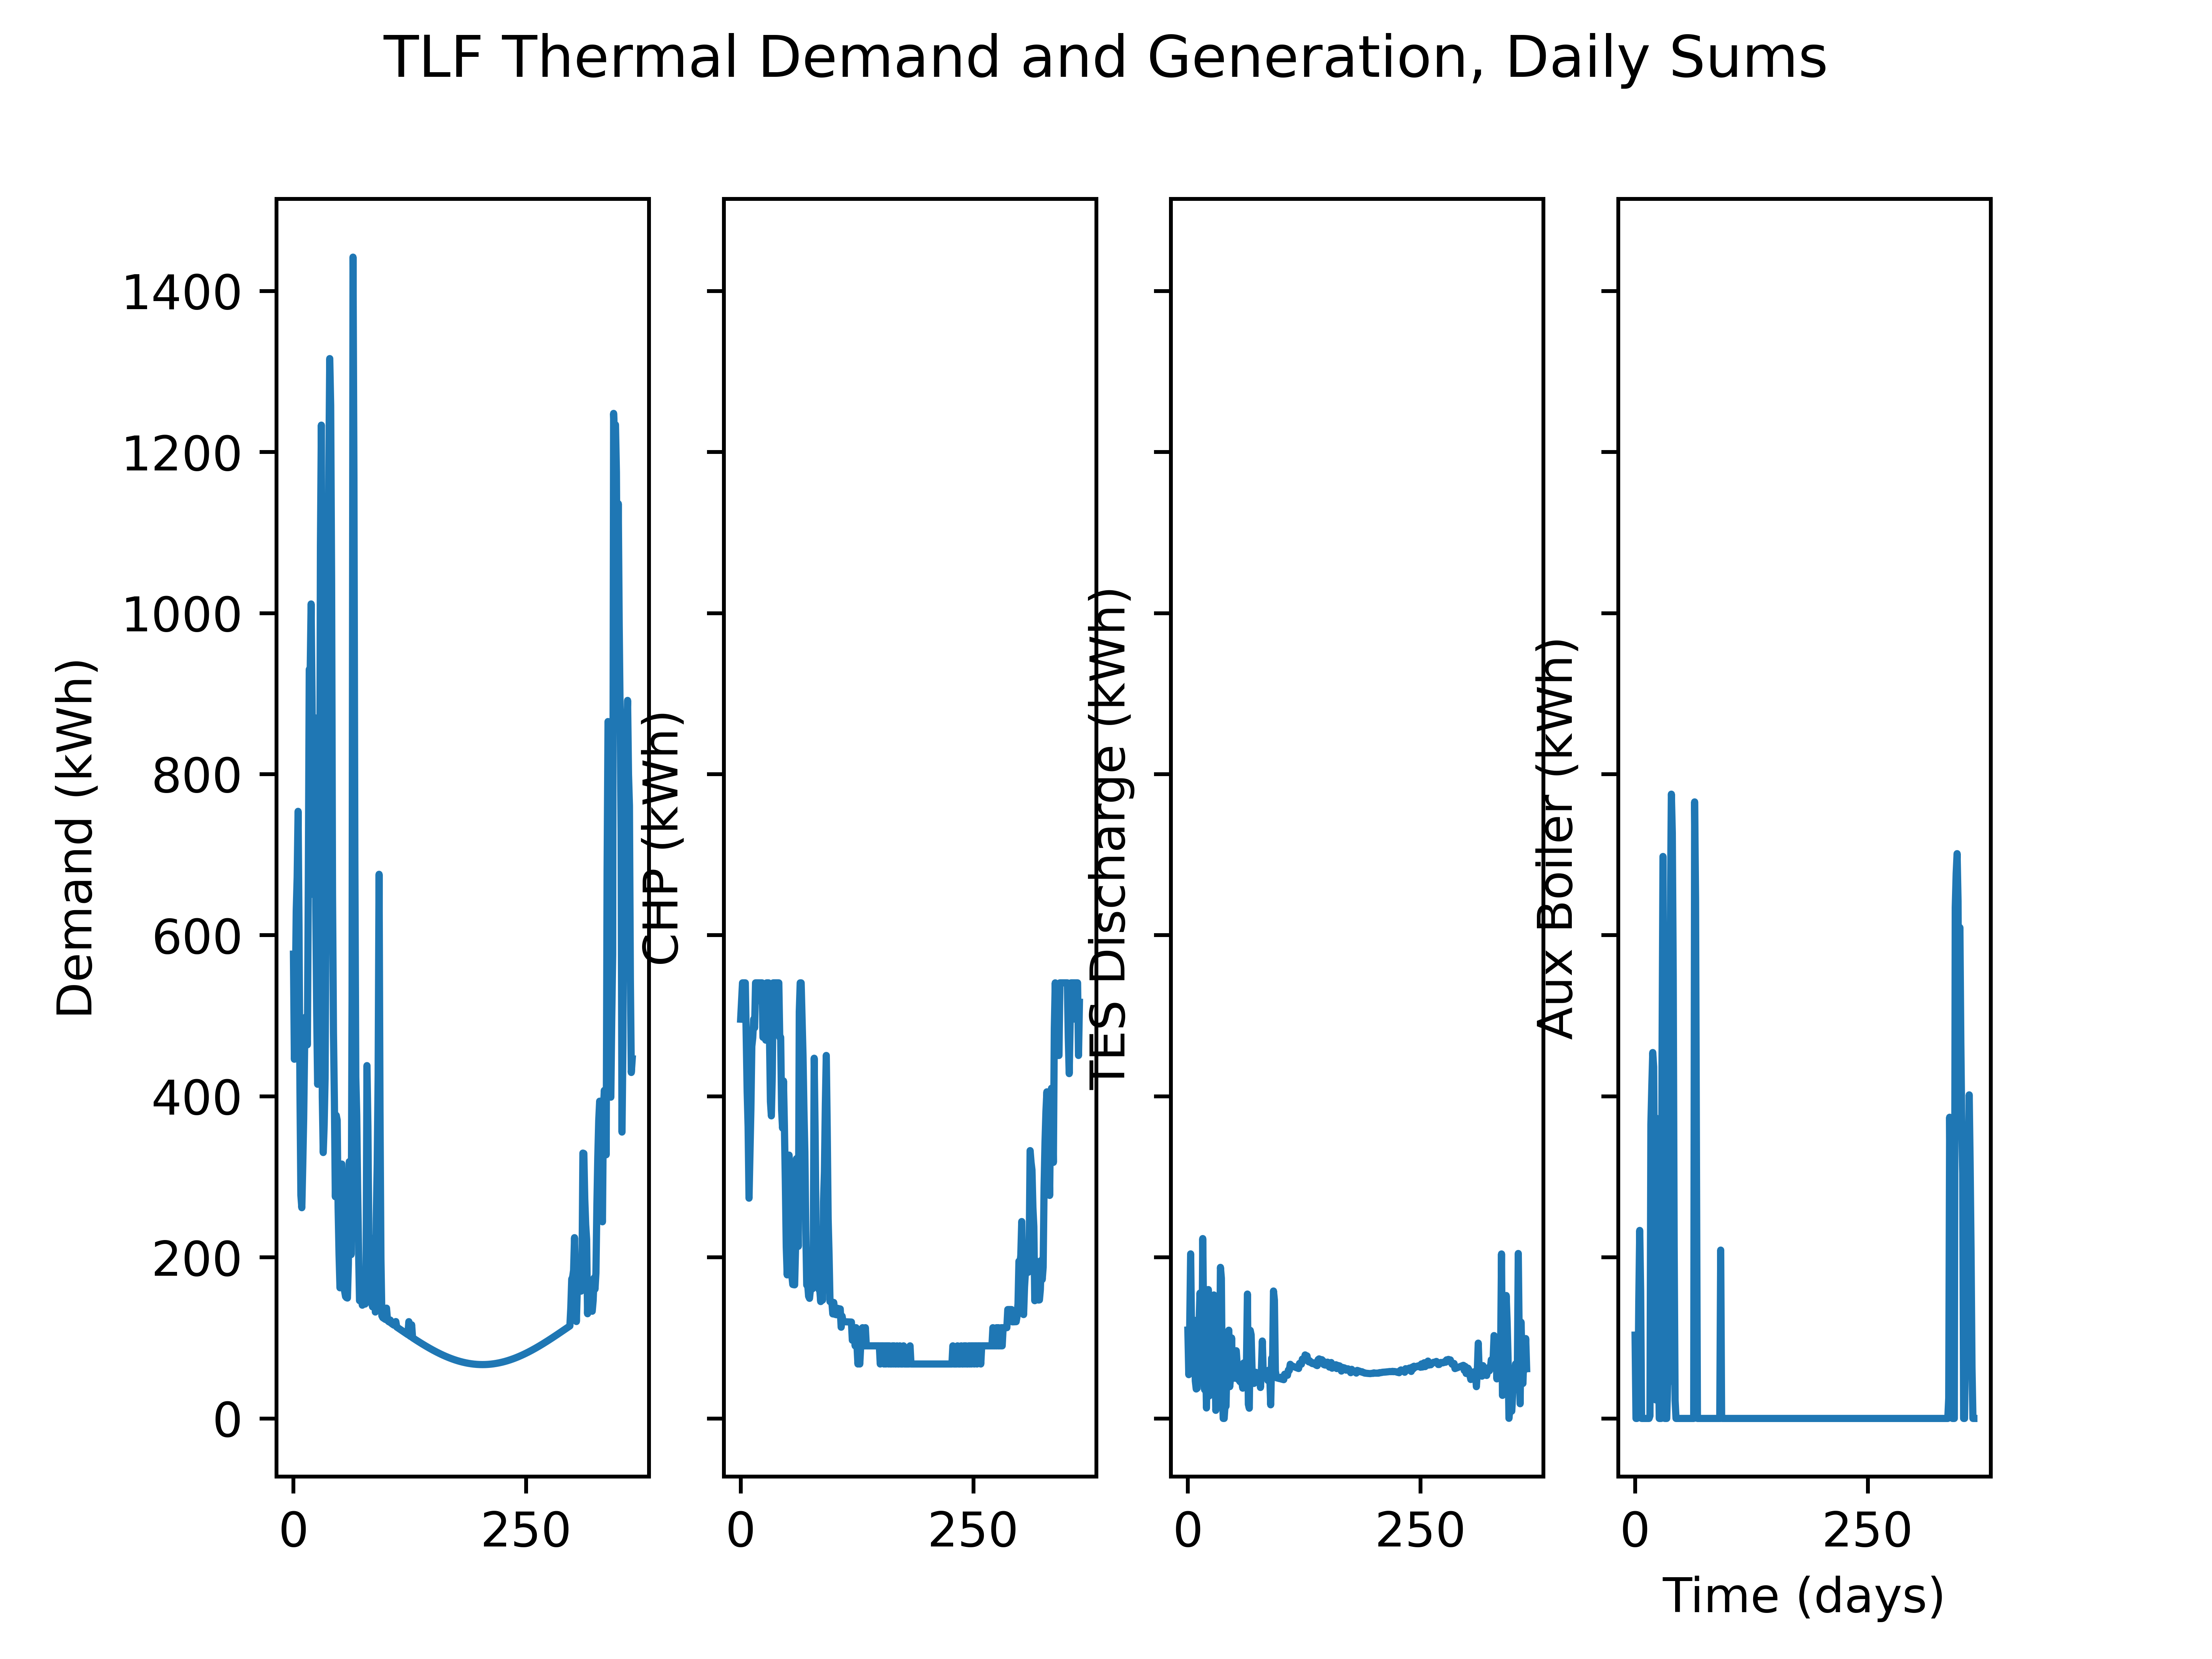 TLF Thermal Demand and Generation, Daily Sums
Demand (kWh)
1400
1200
1000
800
600
400
200
0
CHP (kWh)
TES Discharge (kWh)
Aux Boiler (kWh)
0 250
0 250
0 250
0 250
Time (days)